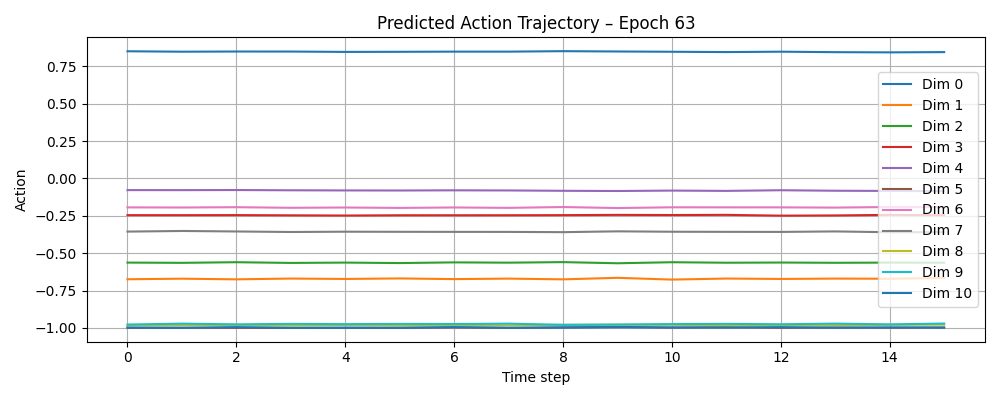 Predicted Action Trajectory – Epoch 63
Action
0.75
0.50
0.25
0.00
−0.25
−0.50
−0.75
−1.00
Dim 0
Dim 1
Dim 2
Dim 3
Dim 4
Dim 5
Dim 6
Dim 7
Dim 8
Dim 9
Dim 10
0 2 4 6 8 10 12 14
Time step